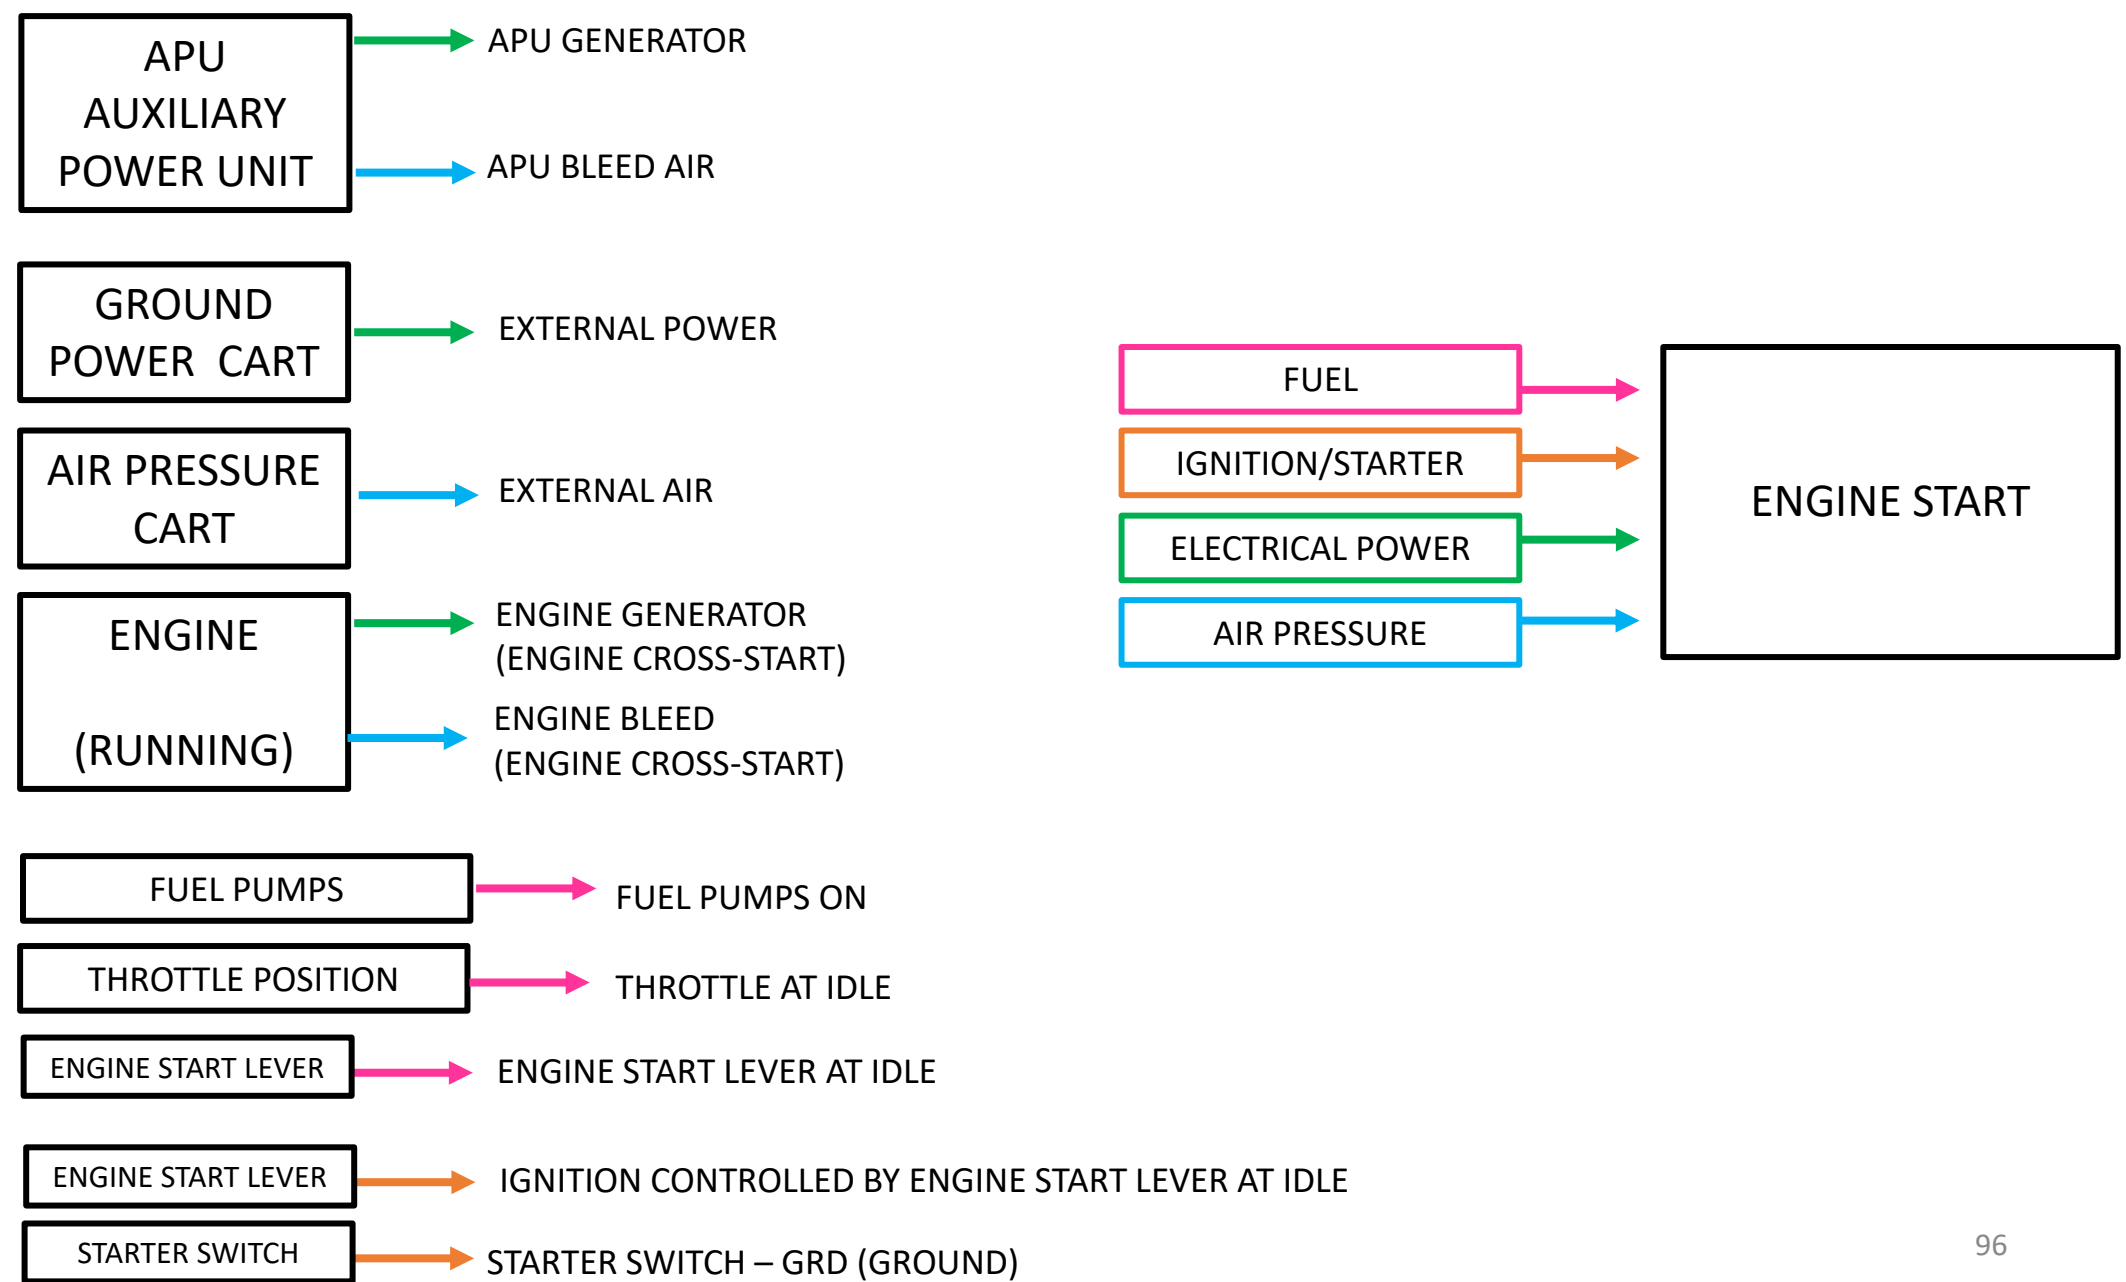 APU
AUXILIARY
POWER UNIT
APU GENERATOR
APU BLEED AIR
GROUND
POWER  CART
EXTERNAL POWER
AIR PRESSURE
CART
EXTERNAL AIR
ENGINE
(RUNNING)
ENGINE GENERATOR
(ENGINE CROSS-START)
ENGINE BLEED
(ENGINE CROSS-START)
FUEL
IGNITION/STARTER
ELECTRICAL POWER
AIR PRESSURE
ENGINE START
FUEL PUMPS
FUEL PUMPS ON
THROTTLE POSITION
THROTTLE AT IDLE
ENGINE START LEVER
ENGINE START LEVER AT IDLE
ENGINE START LEVER
IGNITION CONTROLLED BY ENGINE START LEVER AT IDLE
STARTER SWITCH
STARTER SWITCH – GRD (GROUND)
96